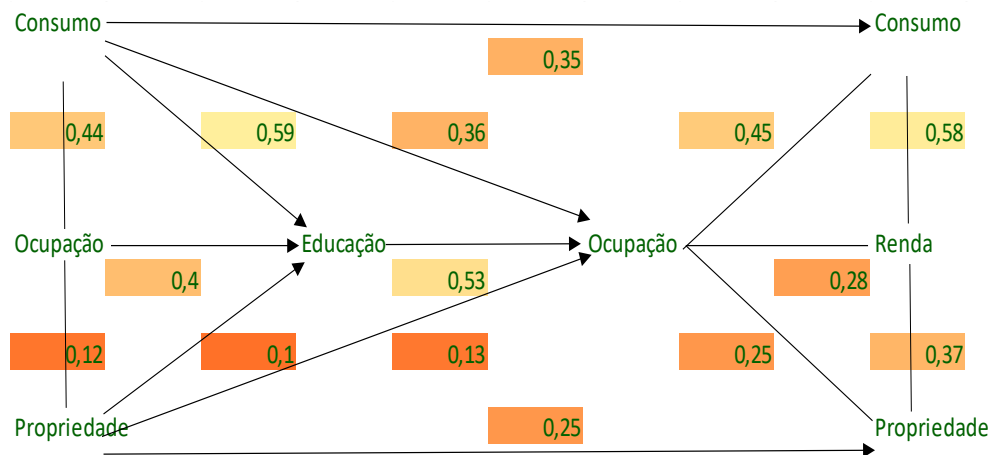 Consumo Consumo
0,35
0,44 0,59 0,36 0,45 0,58
Ocupação Educação Ocupação Renda
0,4 0,53 0,28
0,12 0,1 0,13 0,25 0,37
Propriedade 0,25 Propriedade